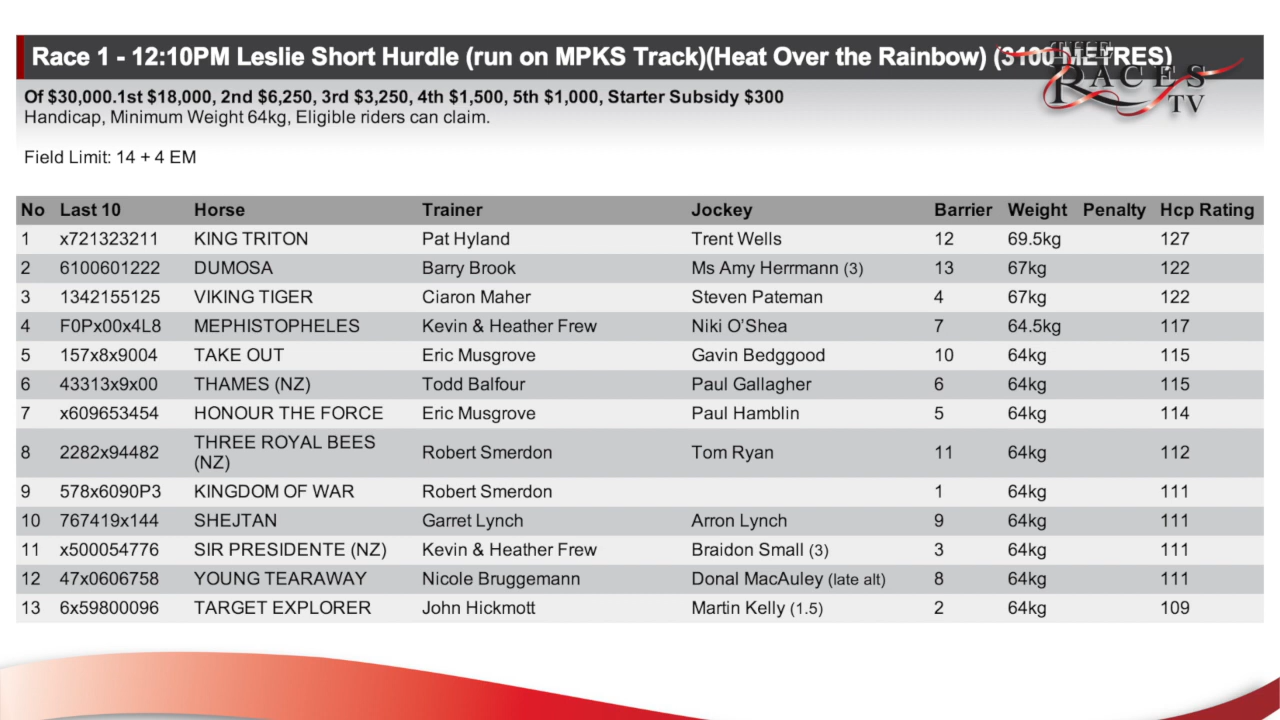 Race 1 - 12:10PM Leslie Short Hurdle (run on MPKS Track)(Heat Over the Rainbow) (3100 METRES)
THE RACES TV
Of $30,000.1st $18,000, 2nd $6,250, 3rd $3,250, 4th $1,500, 5th $1,000, Starter Subsidy $300
Handicap, Minimum Weight 64kg, Eligible riders can claim.
Field Limit: 14 + 4 EM
No Last 10 Horse Trainer Jockey Barrier Weight Penalty Hcp Rating
1 x721323211 KING TRITON Pat Hyland Trent Wells 12 69.5kg 127
2 6100601222 DUMOSA Barry Brook Ms Amy Herrmann (3) 13 67kg 122
3 1342155125 VIKING TIGER Ciaron Maher Steven Pateman 4 67kg 122
4 F0Px00x4L8 MEPHISTOPHELES Kevin & Heather Frew Niki O'Shea 7 64.5kg 117
5 157x8x9004 TAKE OUT Eric Musgrove Gavin Bedggood 10 64kg 115
6 43313x9x00 THAMES (NZ) Todd Balfour Paul Gallagher 6 64kg 115
7 x609653454 HONOUR THE FORCE Eric Musgrove Paul Hamblin 5 64kg 114
8 2282x94482 THREE ROYAL BEES (NZ) Robert Smerdon Tom Ryan 11 64kg 112
9 578x6090P3 KINGDOM OF WAR Robert Smerdon 1 64kg 111
10 767419x144 SHEJTAN Garret Lynch Arron Lynch 9 64kg 111
11 x500054776 SIR PRESIDENTE (NZ) Kevin & Heather Frew Braidon Small (3) 3 64kg 111
12 47x0606758 YOUNG TEARAWAY Nicole Bruggemann Donal MacAuley (late alt) 8 64kg 111
13 6x59800096 TARGET EXPLORER John Hickmott Martin Kelly (1.5) 2 64kg 109